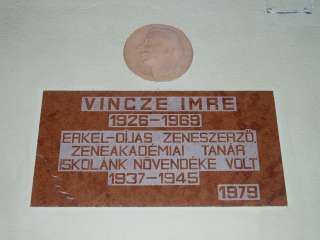 VINCZE IMRE
1926-1969
ERKEL-DÍJAS ZENESZERZŐ,
ZENEAKADÉMIAI TANÁR
ISKOLÁNK NÖVENDÉKE VOLT
1937-1945
1979